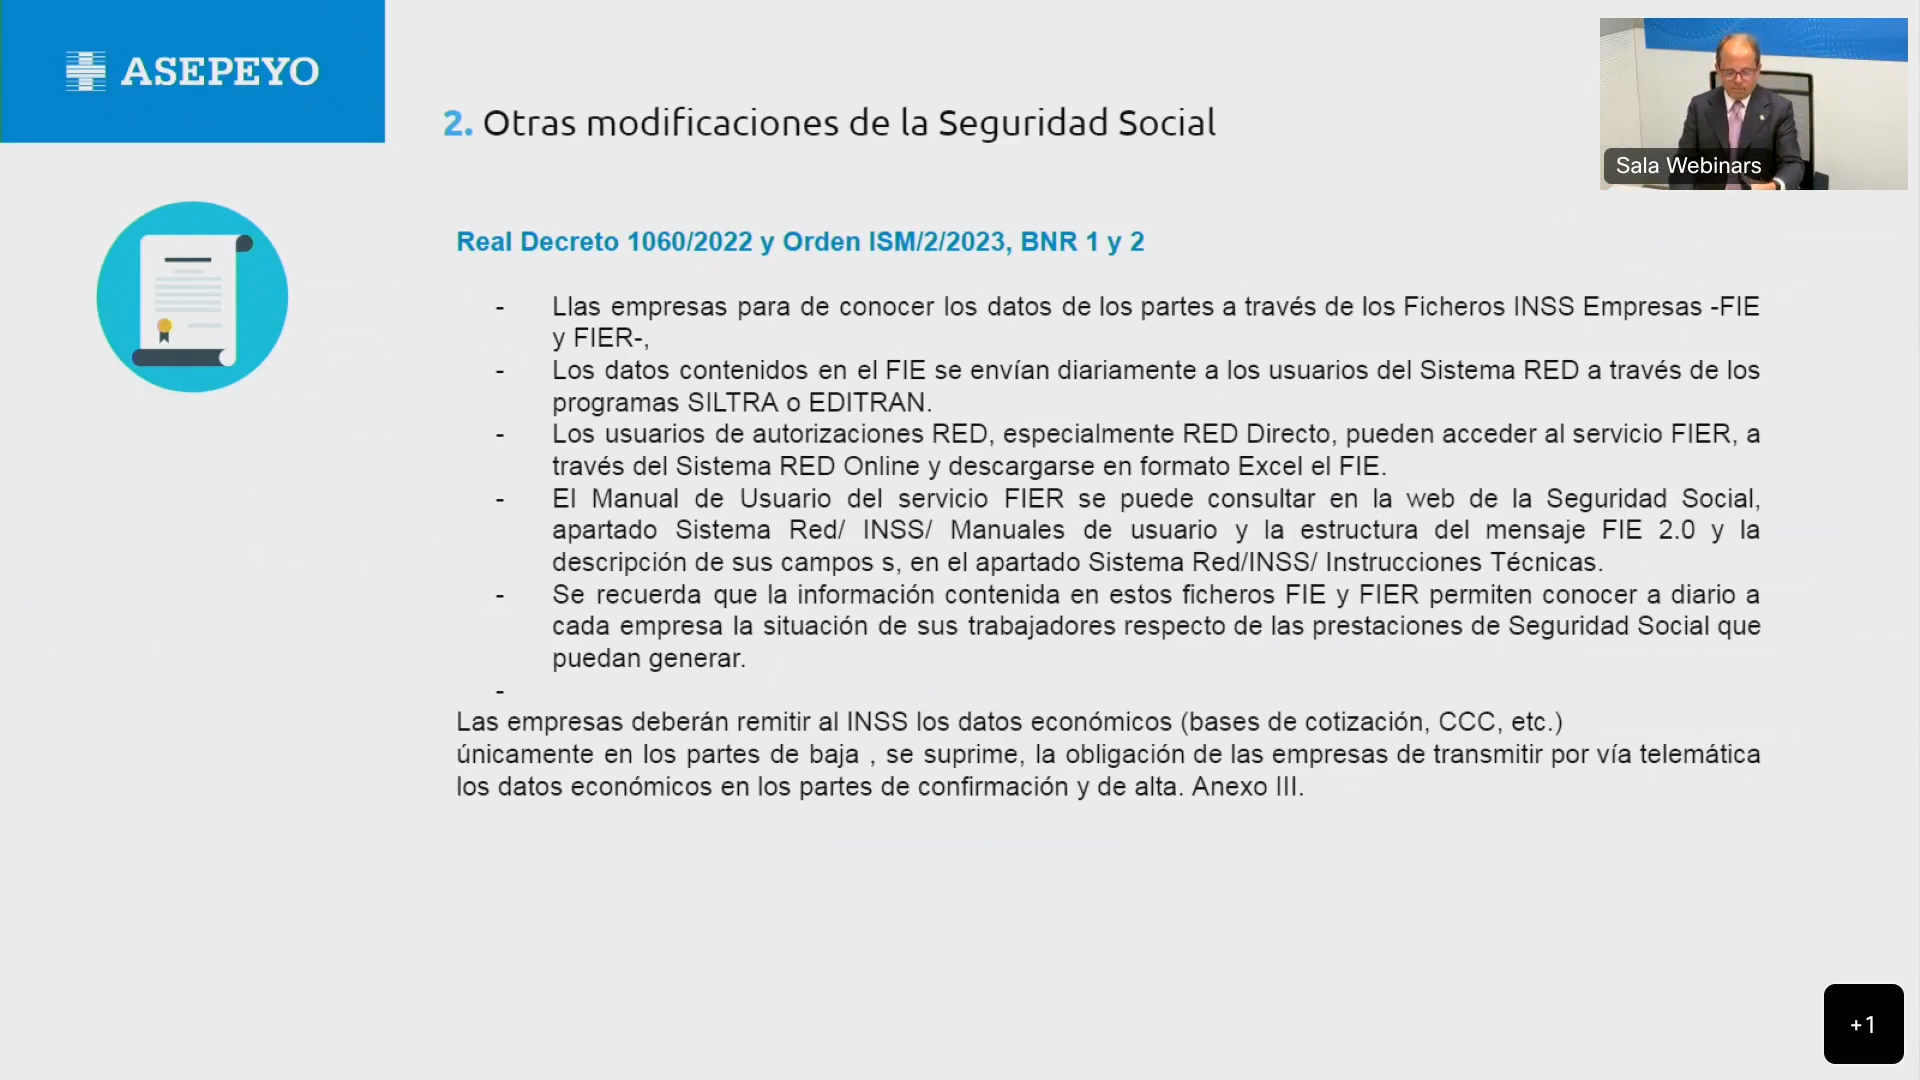 ASEPEYO
2. Otras modificaciones de la Seguridad Social
Sala Webinars
Real Decreto 1060/2022 y Orden ISM/2/2023, BNR 1 y 2
- Llas empresas para de conocer los datos de los partes a través de los Ficheros INSS Empresas -FIE
y FIER-,
- Los datos contenidos en el FIE se envían diariamente a los usuarios del Sistema RED a través de los
programas SILTRA o EDITRAN.
- Los usuarios de autorizaciones RED, especialmente RED Directo, pueden acceder al servicio FIER, a
través del Sistema RED Online y descargarse en formato Excel el FIE.
- El Manual de Usuario del servicio FIER se puede consultar en la web de la Seguridad Social,
apartado Sistema Red/ INSS/ Manuales de usuario y la estructura del mensaje FIE 2.0 y la
descripción de sus campos s, en el apartado Sistema Red/INSS/ Instrucciones Técnicas.
- Se recuerda que la información contenida en estos ficheros FIE y FIER permiten conocer a diario a
cada empresa la situación de sus trabajadores respecto de las prestaciones de Seguridad Social que
puedan generar.
-
Las empresas deberán remitir al INSS los datos económicos (bases de cotización, CCC, etc.)
únicamente en los partes de baja , se suprime, la obligación de las empresas de transmitir por vía telemática
los datos económicos en los partes de confirmación y de alta. Anexo III.
+1